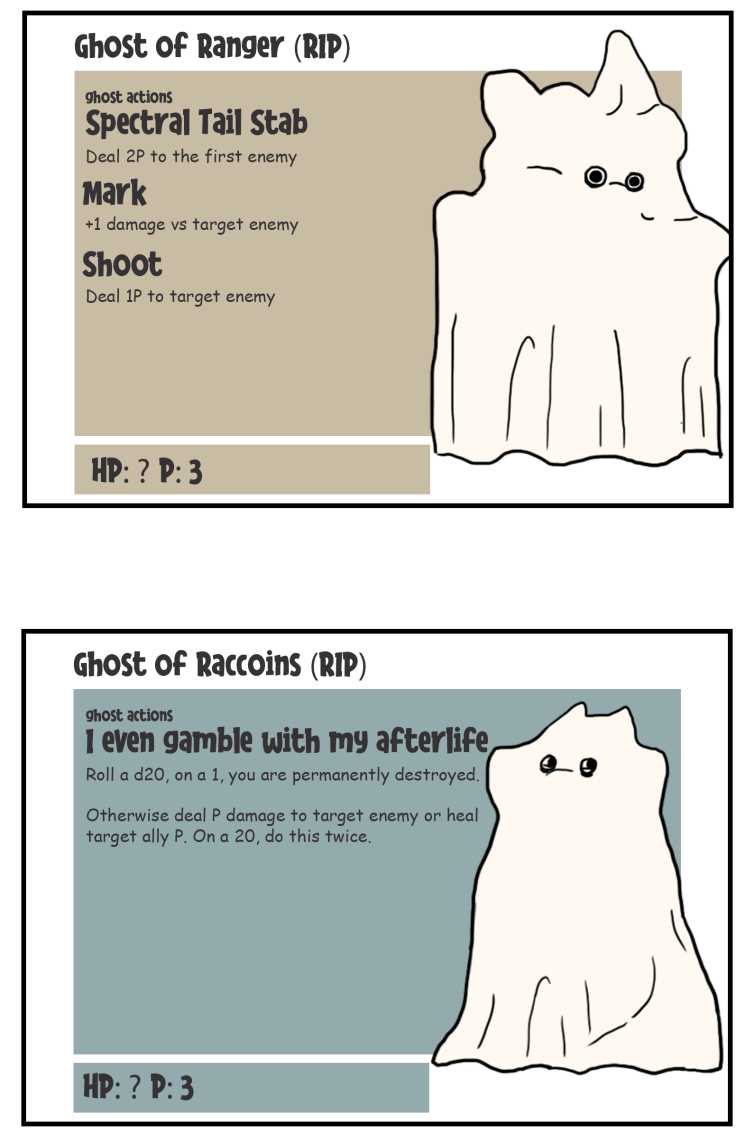 Ghost of Ranger (RIP)
ghost actions
Spectral Tail Stab
Deal 2P to the first enemy
Mark
+1 damage vs target enemy
Shoot
Deal 1P to target enemy
HP: ? P: 3
Ghost of Raccoins (RIP)
ghost actions
I even gamble with my afterlife
Roll a d20, on a 1, you are permanently destroyed.
Otherwise deal P damage to target enemy or heal
target ally P. On a 20, do this twice.
HP: ? P: 3